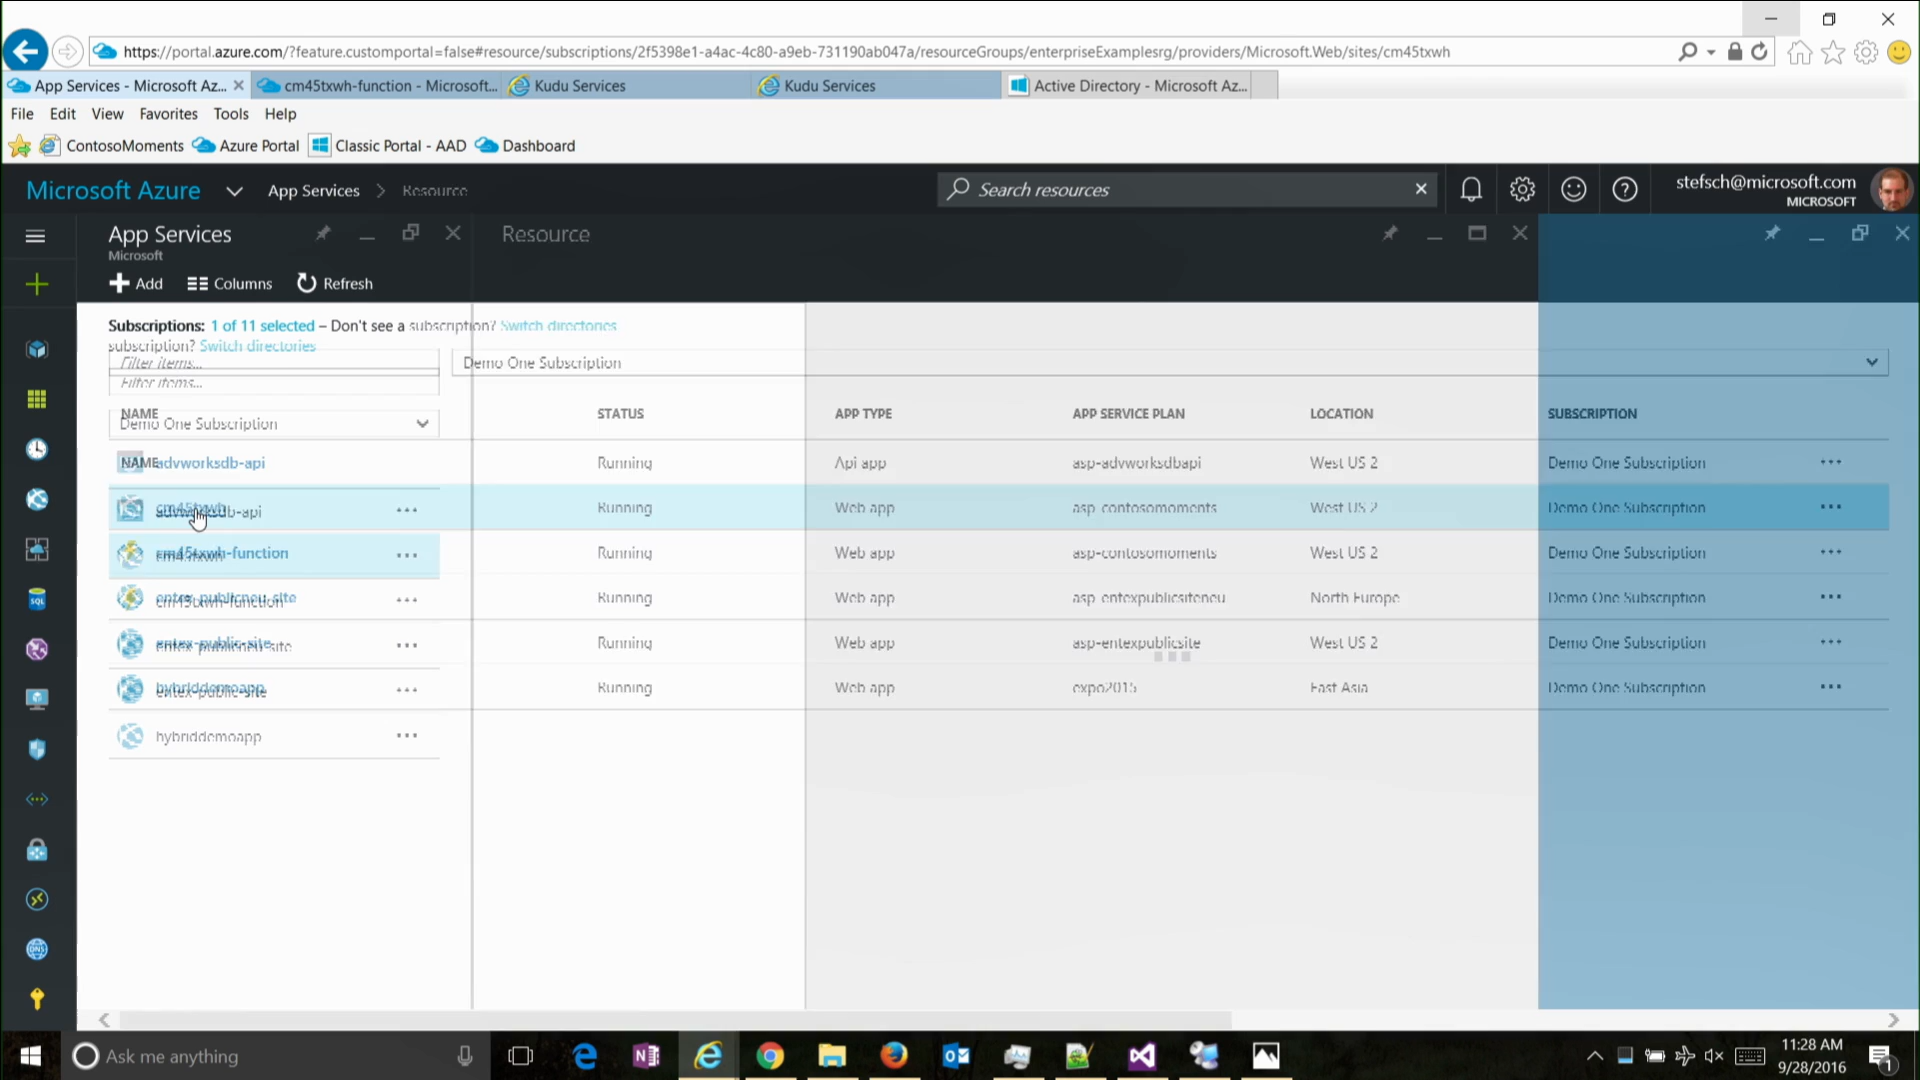 https://portal.azure.com/?feature.customportal=false#resource/subscriptions/2f5398e1-a4ac-4c80-a9eb-731190ab047a/resourceGroups/enterpriseExamplesrg/providers/Microsoft.Web/sites/cm45txwh
App Services - Microsoft Az... cm45txwh-function - Microsoft... Kudu Services Kudu Services Active Directory - Microsoft Az...
File Edit View Favorites Tools Help
ContosoMoments Azure Portal Classic Portal - AAD Dashboard
Microsoft Azure App Services > Resource Search resources stefsch@microsoft.com
MICROSOFT
App Services Resource
Microsoft
Add Columns Refresh
Subscriptions: 1 of 11 selected – Don't see a subscription? Switch directories
subscription? Switch directories
Filter items... Demo One Subscription
Filter items...
NAME STATUS APP TYPE APP SERVICE PLAN LOCATION SUBSCRIPTION
Demo One Subscription
NAME advworksdb-api Running Api app asp-advworksdbapi West US 2 Demo One Subscription
cm45txwh Running Web app asp-contosomoments West US 2 Demo One Subscription
advworksdb-api
cm45txwh-function Running Web app asp-contosomoments West US 2 Demo One Subscription
cm45txwh
entex-publicneu-site Running Web app asp-entexpublicsiteneu North Europe Demo One Subscription
cm45txwh-function
entex-public-site Running Web app asp-entexpublicsite West US 2 Demo One Subscription
entex-publicneu-site
hybriddemoapp Running Web app expo2015 East Asia Demo One Subscription
entex-public-site
hybriddemoapp
Ask me anything
11:28 AM
9/28/2016
1